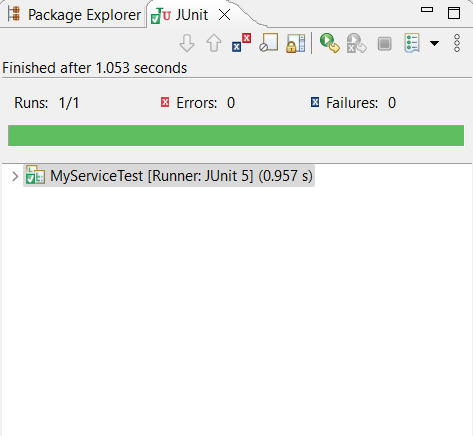 Package Explorer JUnit
Finished after 1.053 seconds
Runs: 1/1 Errors: 0 Failures: 0
MyServiceTest [Runner: JUnit 5] (0.957 s)